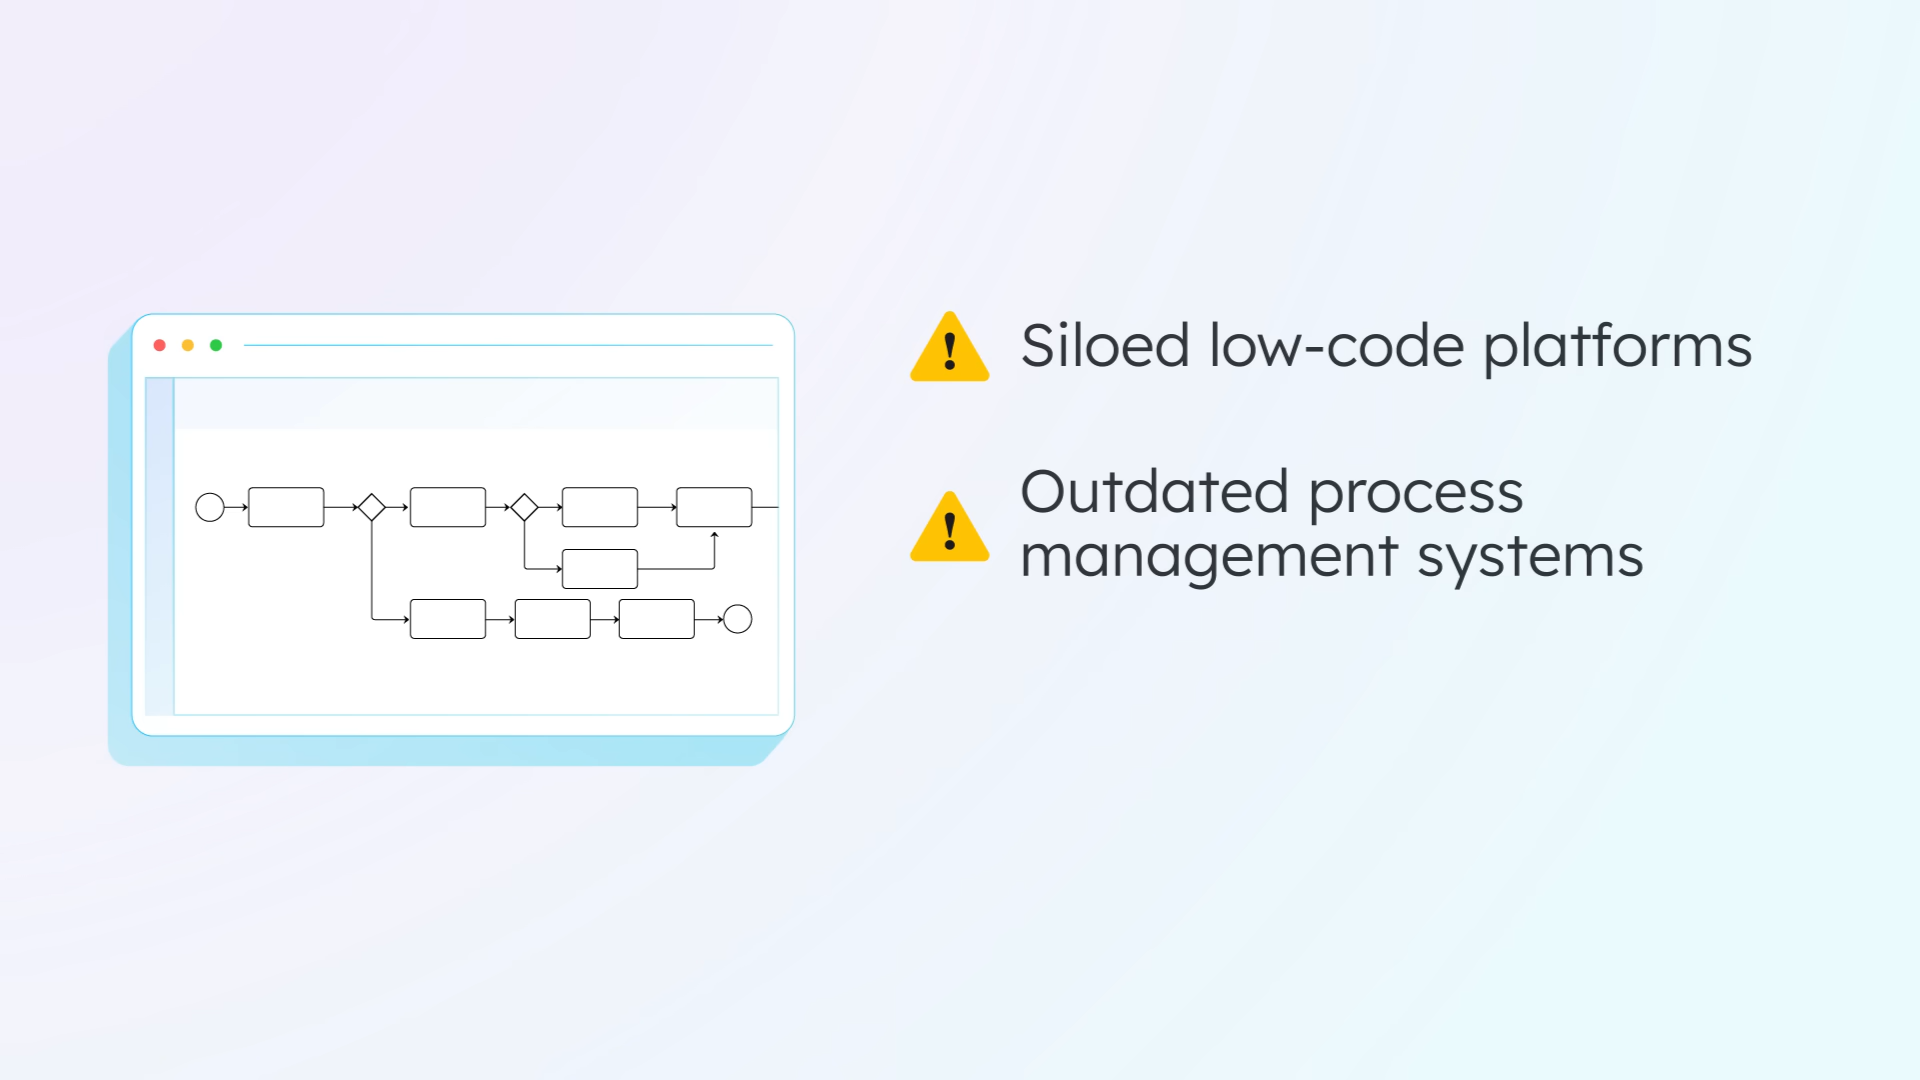 Siloed low-code platforms
Outdated process
management systems